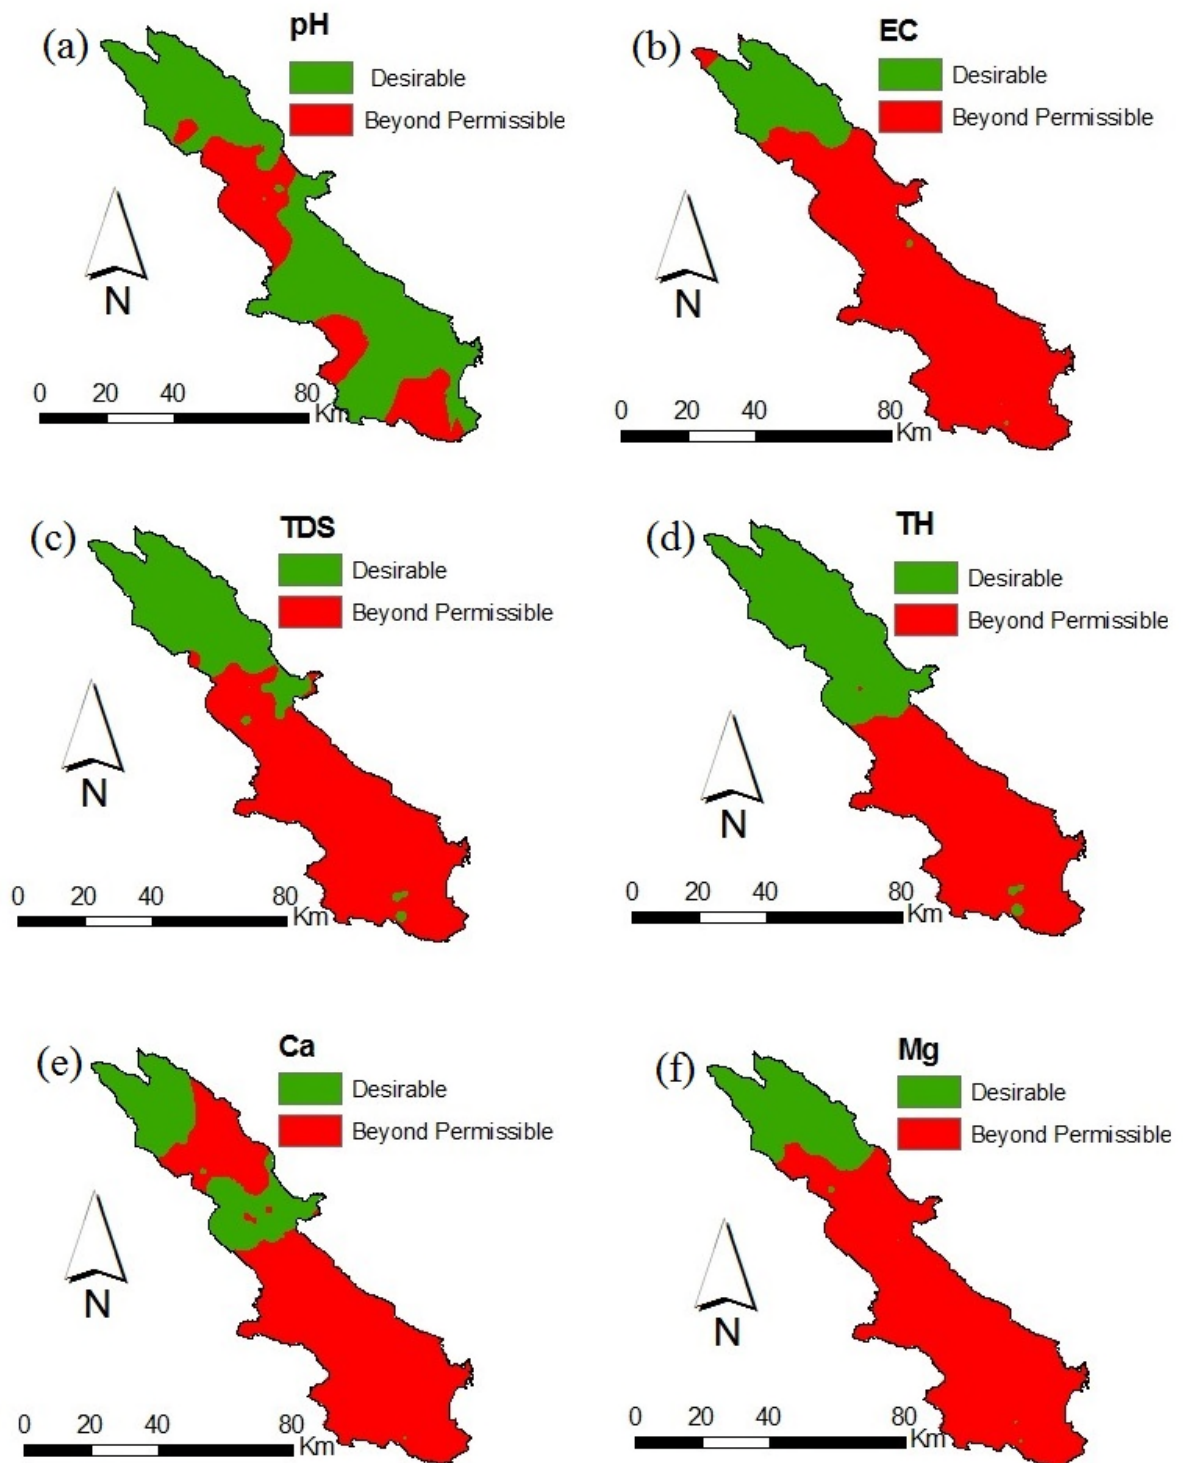 (a)
pH
Desirable
Beyond Permissible
N
0 20 40 80
Km
(b)
EC
Desirable
Beyond Permissible
N
0 20 40 80
Km
(c)
TDS
Desirable
Beyond Permissible
N
0 20 40 80
Km
(d)
TH
Desirable
Beyond Permissible
N
0 20 40 80
Km
(e)
Ca
Desirable
Beyond Permissible
N
0 20 40 80
Km
(f)
Mg
Desirable
Beyond Permissible
N
0 20 40 80
Km